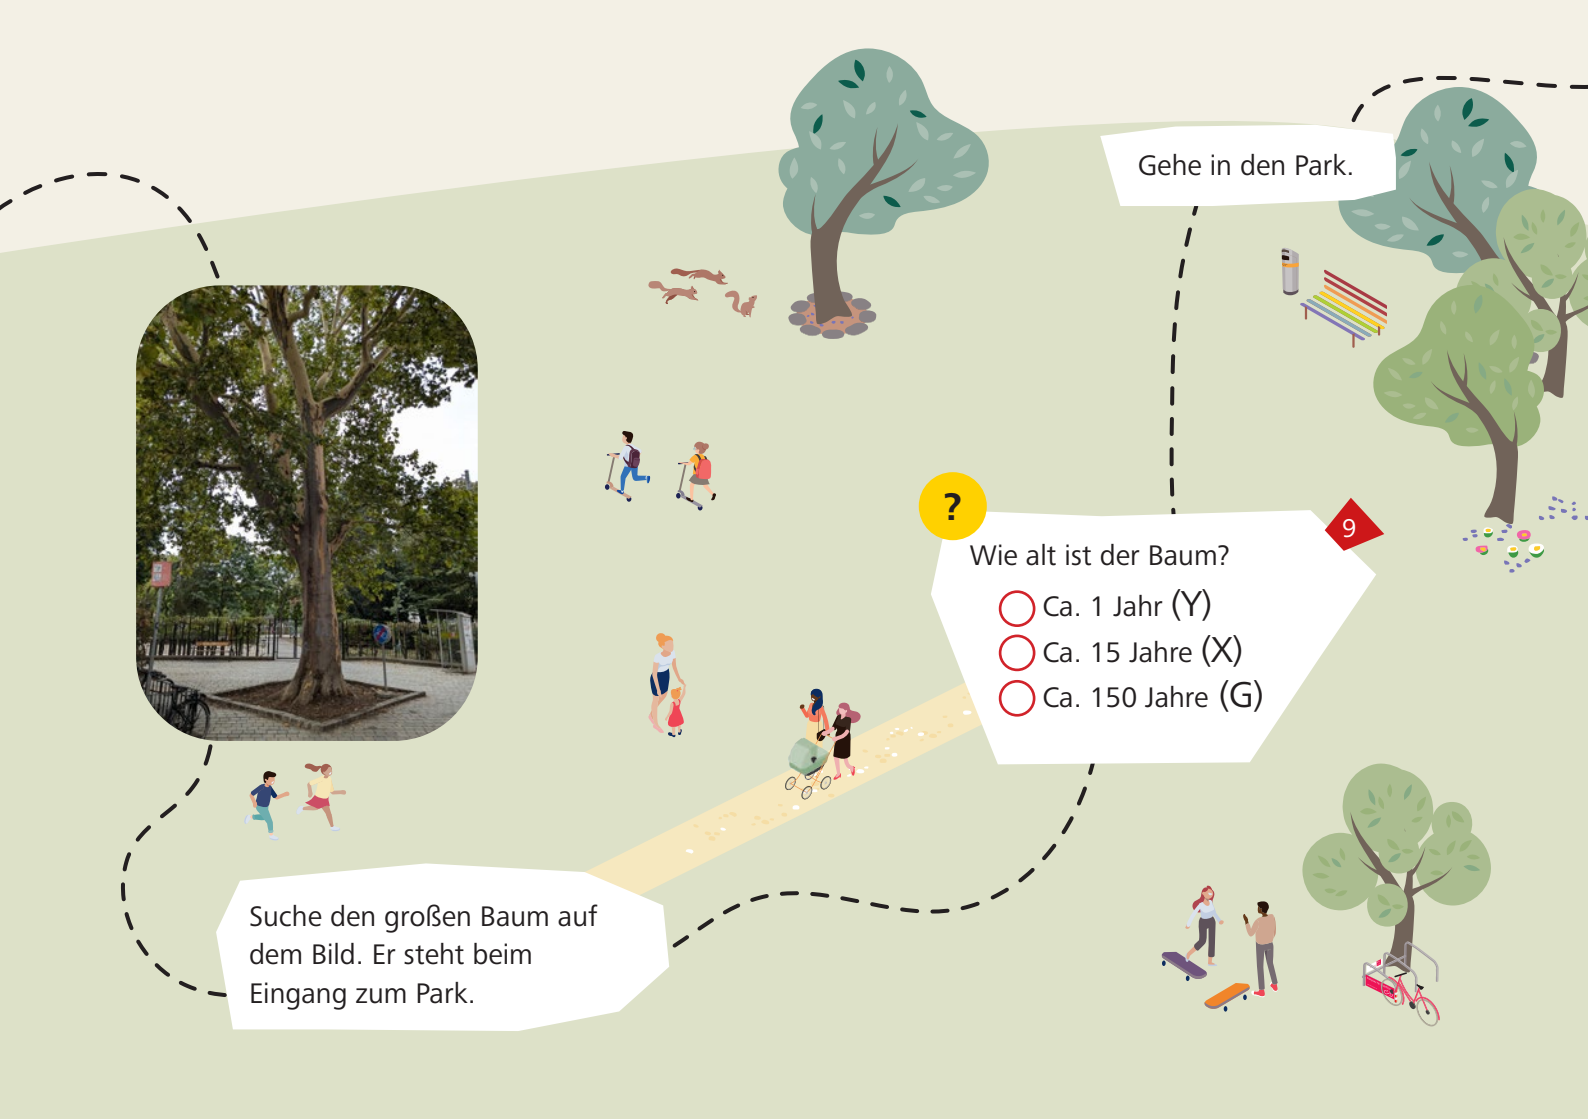 Gehe in den Park.
?
9
Wie alt ist der Baum?
Ca. 1 Jahr (Y)
Ca. 15 Jahre (X)
Ca. 150 Jahre (G)
Suche den großen Baum auf
dem Bild. Er steht beim
Eingang zum Park.